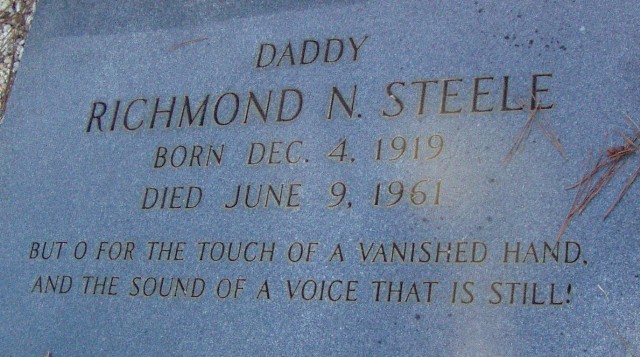 DADDY
RICHMOND N. STEELE
BORN DEC. 4, 1919
DIED JUNE 9, 1961
BUT O FOR THE TOUCH OF A VANISHED HAND,
AND THE SOUND OF A VOICE THAT IS STILL!